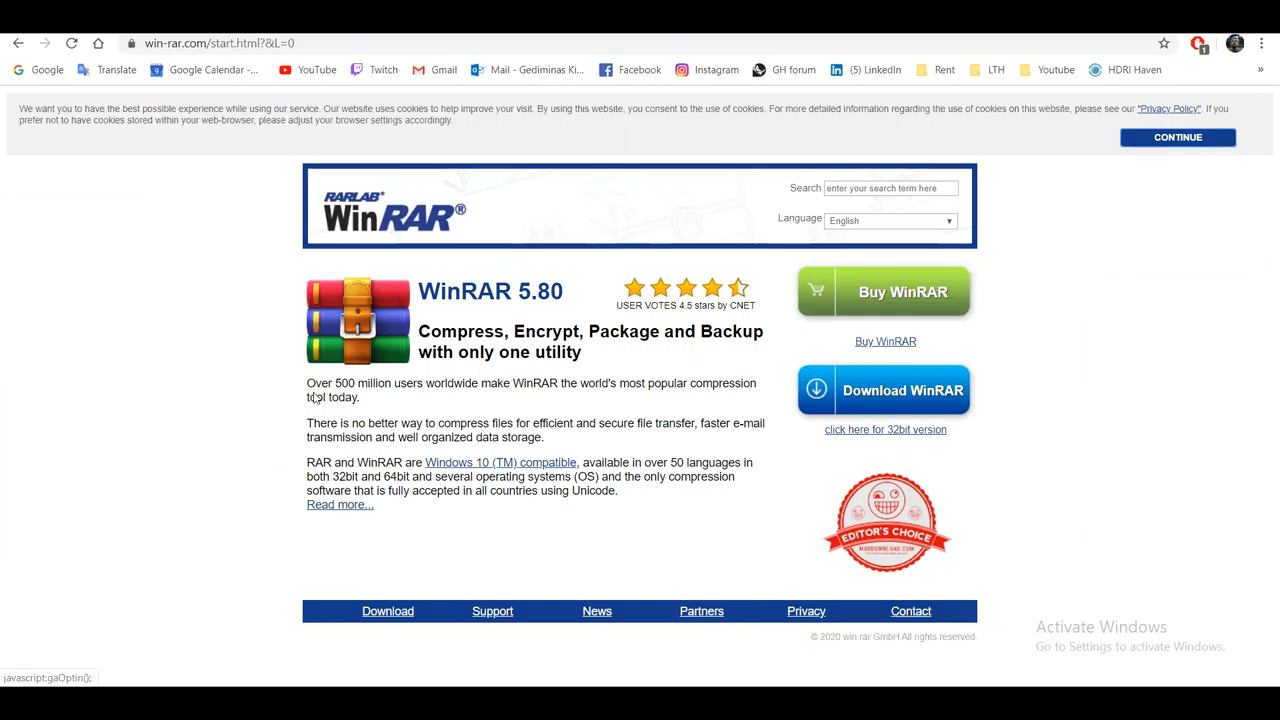 win-rar.com/start.html?&L=0
1
Google
Translate
9
Google Calendar -...
YouTube
Twitch
Gmail
Mail - Gediminas Ki...
Facebook
Instagram
GH forum
(5) LinkedIn
Rent
LTH
Youtube
HDRI Haven
»
We want you to have the best possible experience while using our service. Our website uses cookies to help improve your visit. By using this website, you consent to the use of cookies. For more detailed information regarding the use of cookies on this website, please see our "Privacy Policy". If you
prefer not to have cookies stored within your web-browser, please adjust your browser settings accordingly.
CONTINUE
RARLAB®
WinRAR®
Search
enter your search term here
Language
English
WinRAR 5.80
USER VOTES 4.5 stars by CNET
Compress, Encrypt, Package and Backup
with only one utility
Over 500 million users worldwide make WinRAR the world's most popular compression
tool today.
There is no better way to compress files for efficient and secure file transfer, faster e-mail
transmission and well organized data storage.
RAR and WinRAR are Windows 10 (TM) compatible, available in over 50 languages in
both 32bit and 64bit and several operating systems (OS) and the only compression
software that is fully accepted in all countries using Unicode.
Read more...
Buy WinRAR
Buy WinRAR
Download WinRAR
click here for 32bit version
EDITOR'S CHOICE
Download
Support
News
Partners
Privacy
Contact
© 2020 win.rar GmbH All rights reserved.
Activate Windows
Go to Settings to activate Windows.
javascript:gaOptin();